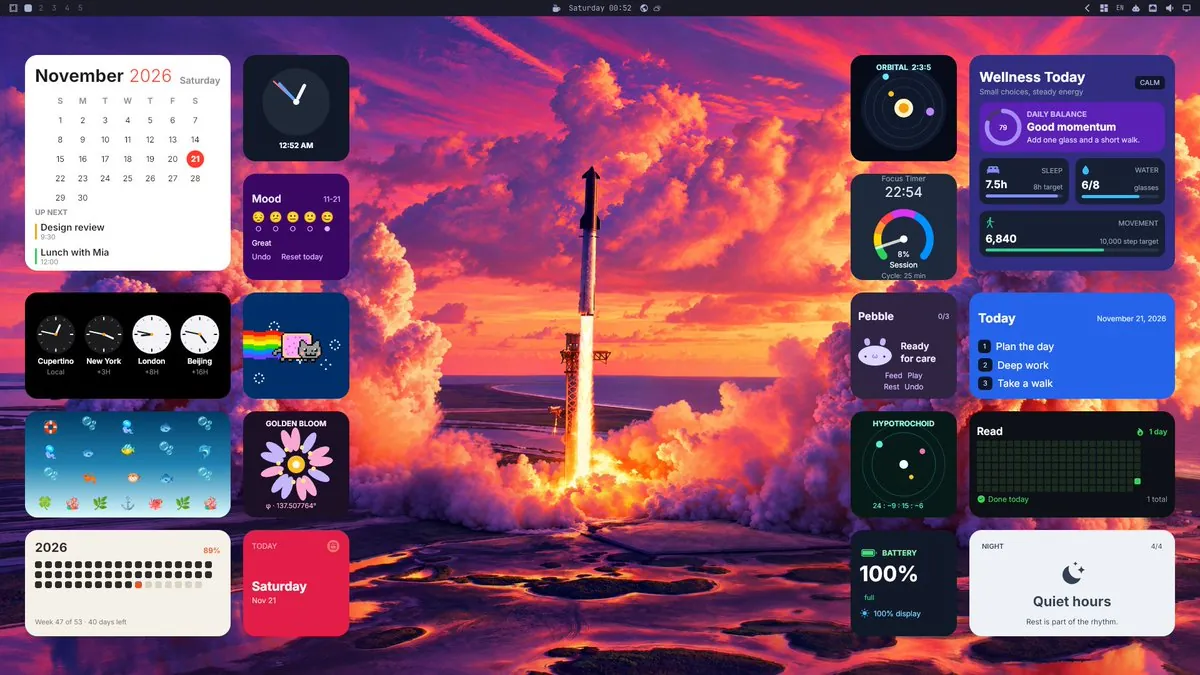 2 3 4 5
Saturday 00:52
EN
November 2026 Saturday
S M T W T F S
1 2 3 4 5 6 7
8 9 10 11 12 13 14
15 16 17 18 19 20 21
22 23 24 25 26 27 28
29 30
UP NEXT
Design review
9:30
Lunch with Mia
12:00
12:52 AM
Mood 11-21
Great
Undo Reset today
Cupertino New York London Beijing
Local +3H +8H +16H
GOLDEN BLOOM
φ · 137.507764°
2026 89%
Week 47 of 53 · 40 days left
TODAY
Saturday
Nov 21
ORBITAL 2:3:5
Focus Timer
22:54
8%
Session
Cycle: 25 min
Wellness Today
CALM
Small choices, steady energy
79
DAILY BALANCE
Good momentum
Add one glass and a short walk.
SLEEP
7.5h 8h target
WATER
6/8 glasses
MOVEMENT
6,840 10,000 step target
Pebble 0/3
Ready
for care
Feed Play
Rest Undo
Today November 21, 2026
1 Plan the day
2 Deep work
3 Take a walk
HYPOTROCHOID
24 : −9 : 15 : −6
Read 1 day
Done today 1 total
BATTERY
100%
full
100% display
NIGHT 4/4
Quiet hours
Rest is part of the rhythm.